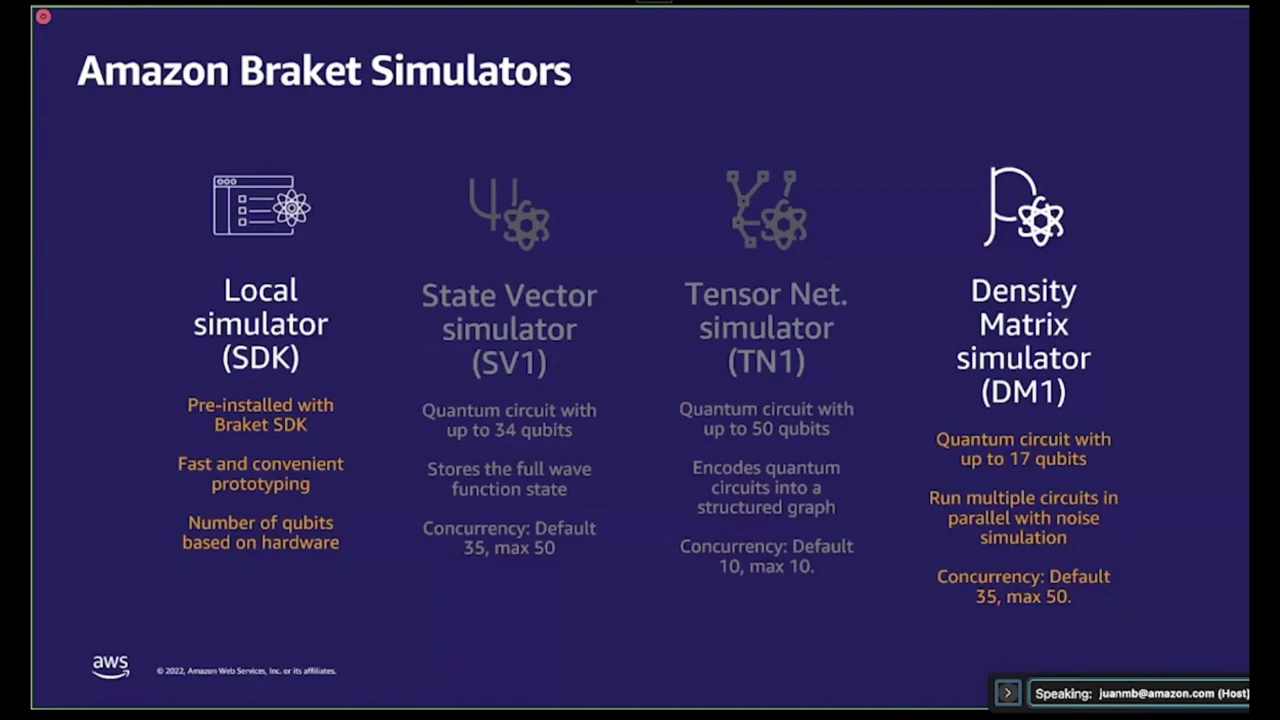 Amazon Braket Simulators
Local
simulator
(SDK)
Pre-installed with
Braket SDK
Fast and convenient
prototyping
Number of qubits
based on hardware
State Vector
simulator
(SV1)
Quantum circuit with
up to 34 qubits
Stores the full wave
function state
Concurrency: Default
35, max 50
Tensor Net.
simulator
(TN1)
Quantum circuit with
up to 50 qubits
Encodes quantum
circuits into a
structured graph
Concurrency: Default
10, max 10.
Density
Matrix
simulator
(DM1)
Quantum circuit with
up to 17 qubits
Run multiple circuits in
parallel with noise
simulation
Concurrency: Default
35, max 50.
aws
© 2022, Amazon Web Services, Inc. or its affiliates.
Speaking: juanmb@amazon.com (Host)